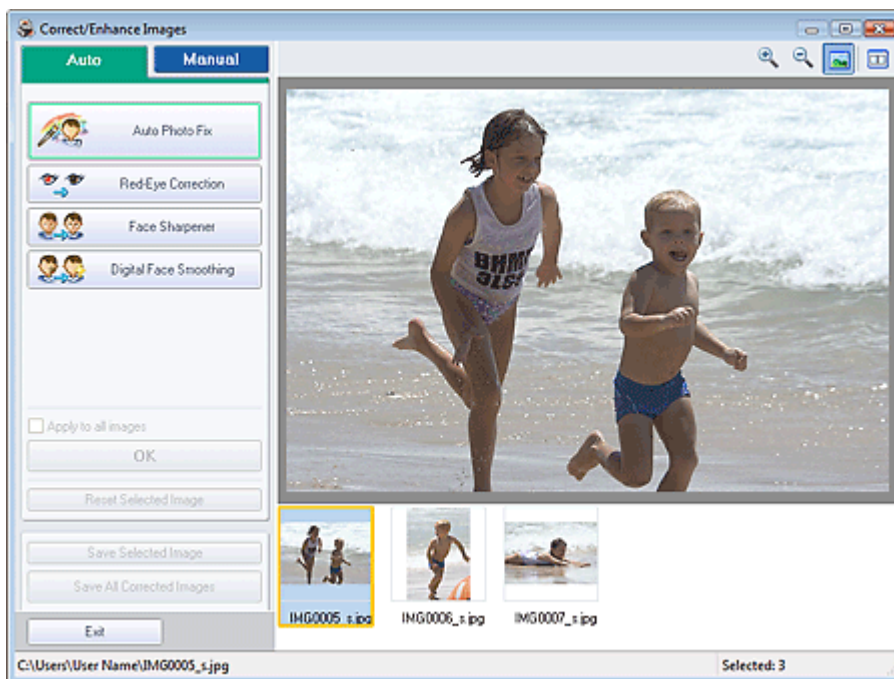 Correct/Enhance Images
Auto
Manual
Auto Photo Fix
Red-Eye Correction
Face Sharpener
Digital Face Smoothing
Apply to all images
OK
Reset Selected Image
Save Selected Image
Save All Corrected Images
Exit
IMG0005_s.jpg
IMG0006_s.jpg
IMG0007_s.jpg
C:\Users\User Name\IMG0005_s.jpg
Selected: 3